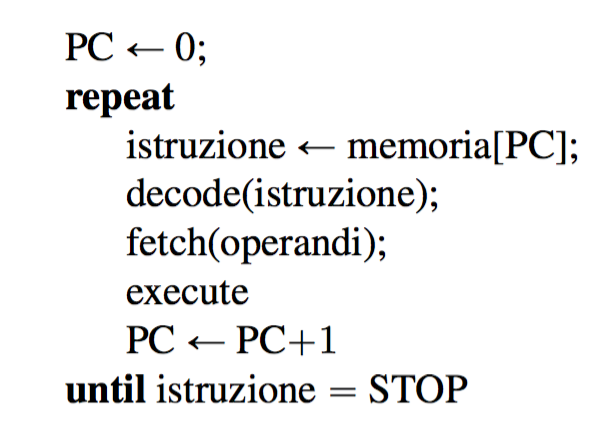 PC ← 0;
repeat
istruzione ← memoria[PC];
decode(istruzione);
fetch(operandi);
execute
PC ← PC+1
until istruzione = STOP